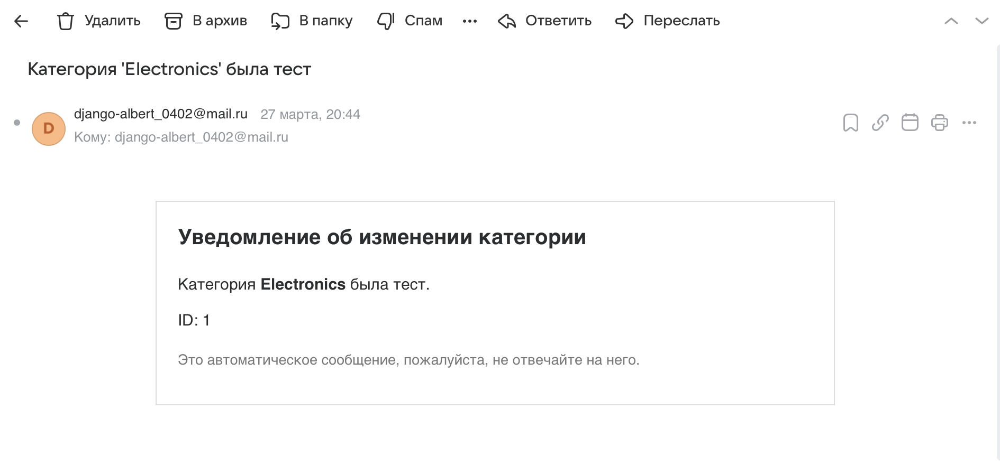 Удалить В архив В папку Спам Ответить Переслать
Категория 'Electronics' была тест
D
django-albert_0402@mail.ru 27 марта, 20:44
Кому: django-albert_0402@mail.ru
Уведомление об изменении категории
Категория Electronics была тест.
ID: 1
Это автоматическое сообщение, пожалуйста, не отвечайте на него.